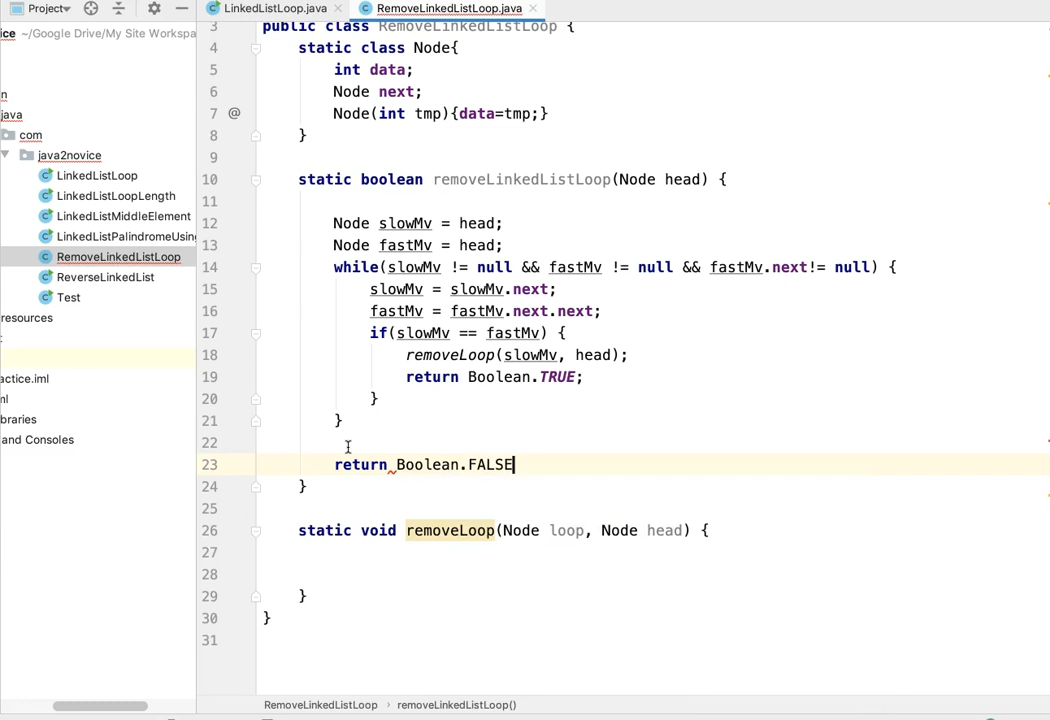 Project
LinkedListLoop.java
RemoveLinkedListLoop.java
ice ~/Google Drive/My Site Workspa
n
java
com
java2novice
LinkedListLoop
LinkedListLoopLength
LinkedListMiddleElement
LinkedListPalindromeUsing
RemoveLinkedListLoop
ReverseLinkedList
Test
resources
t
actice.iml
ml
braries
and Consoles
3 public class RemoveLinkedListLoop {
4 static class Node{
5 int data;
6 Node next;
7 @ Node(int tmp){data=tmp;}
8 }
9
10 static boolean removeLinkedListLoop(Node head) {
11
12 Node slowMv = head;
13 Node fastMv = head;
14 while(slowMv != null && fastMv != null && fastMv.next!= null) {
15 slowMv = slowMv.next;
16 fastMv = fastMv.next.next;
17 if(slowMv == fastMv) {
18 removeLoop(slowMv, head);
19 return Boolean.TRUE;
20 }
21 }
22
23 return Boolean.FALSE
24 }
25
26 static void removeLoop(Node loop, Node head) {
27
28
29 }
30 }
31
RemoveLinkedListLoop › removeLinkedListLoop()